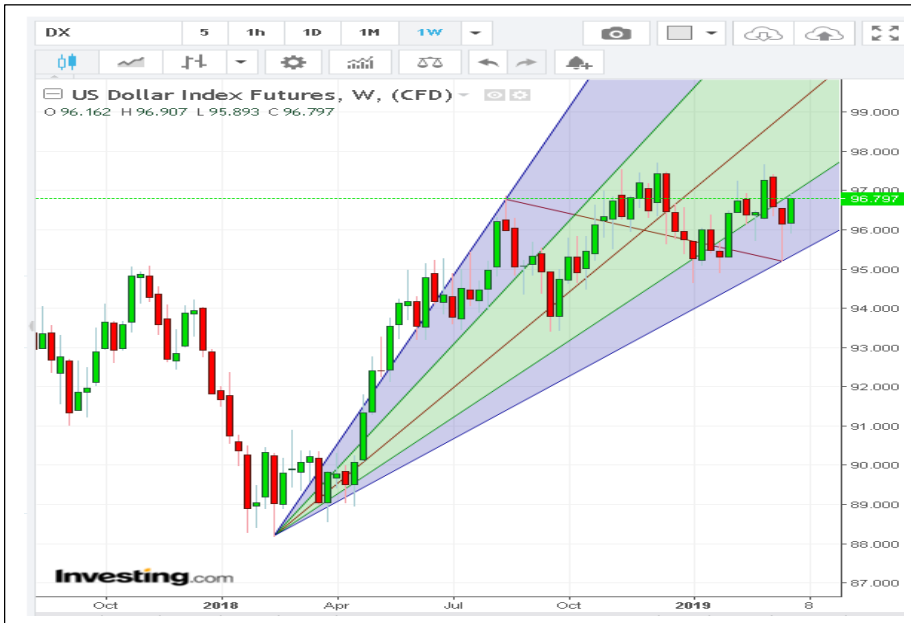 DX 5 1h 1D 1M 1W
US Dollar Index Futures, W, (CFD)
O 96.162 H 96.907 L 95.893 C 96.797
99.000
98.000
97.000
96.797
96.000
95.000
94.000
93.000
92.000
91.000
90.000
89.000
88.000
87.000
Investing.com
Oct 2018 Apr Jul Oct 2019 8